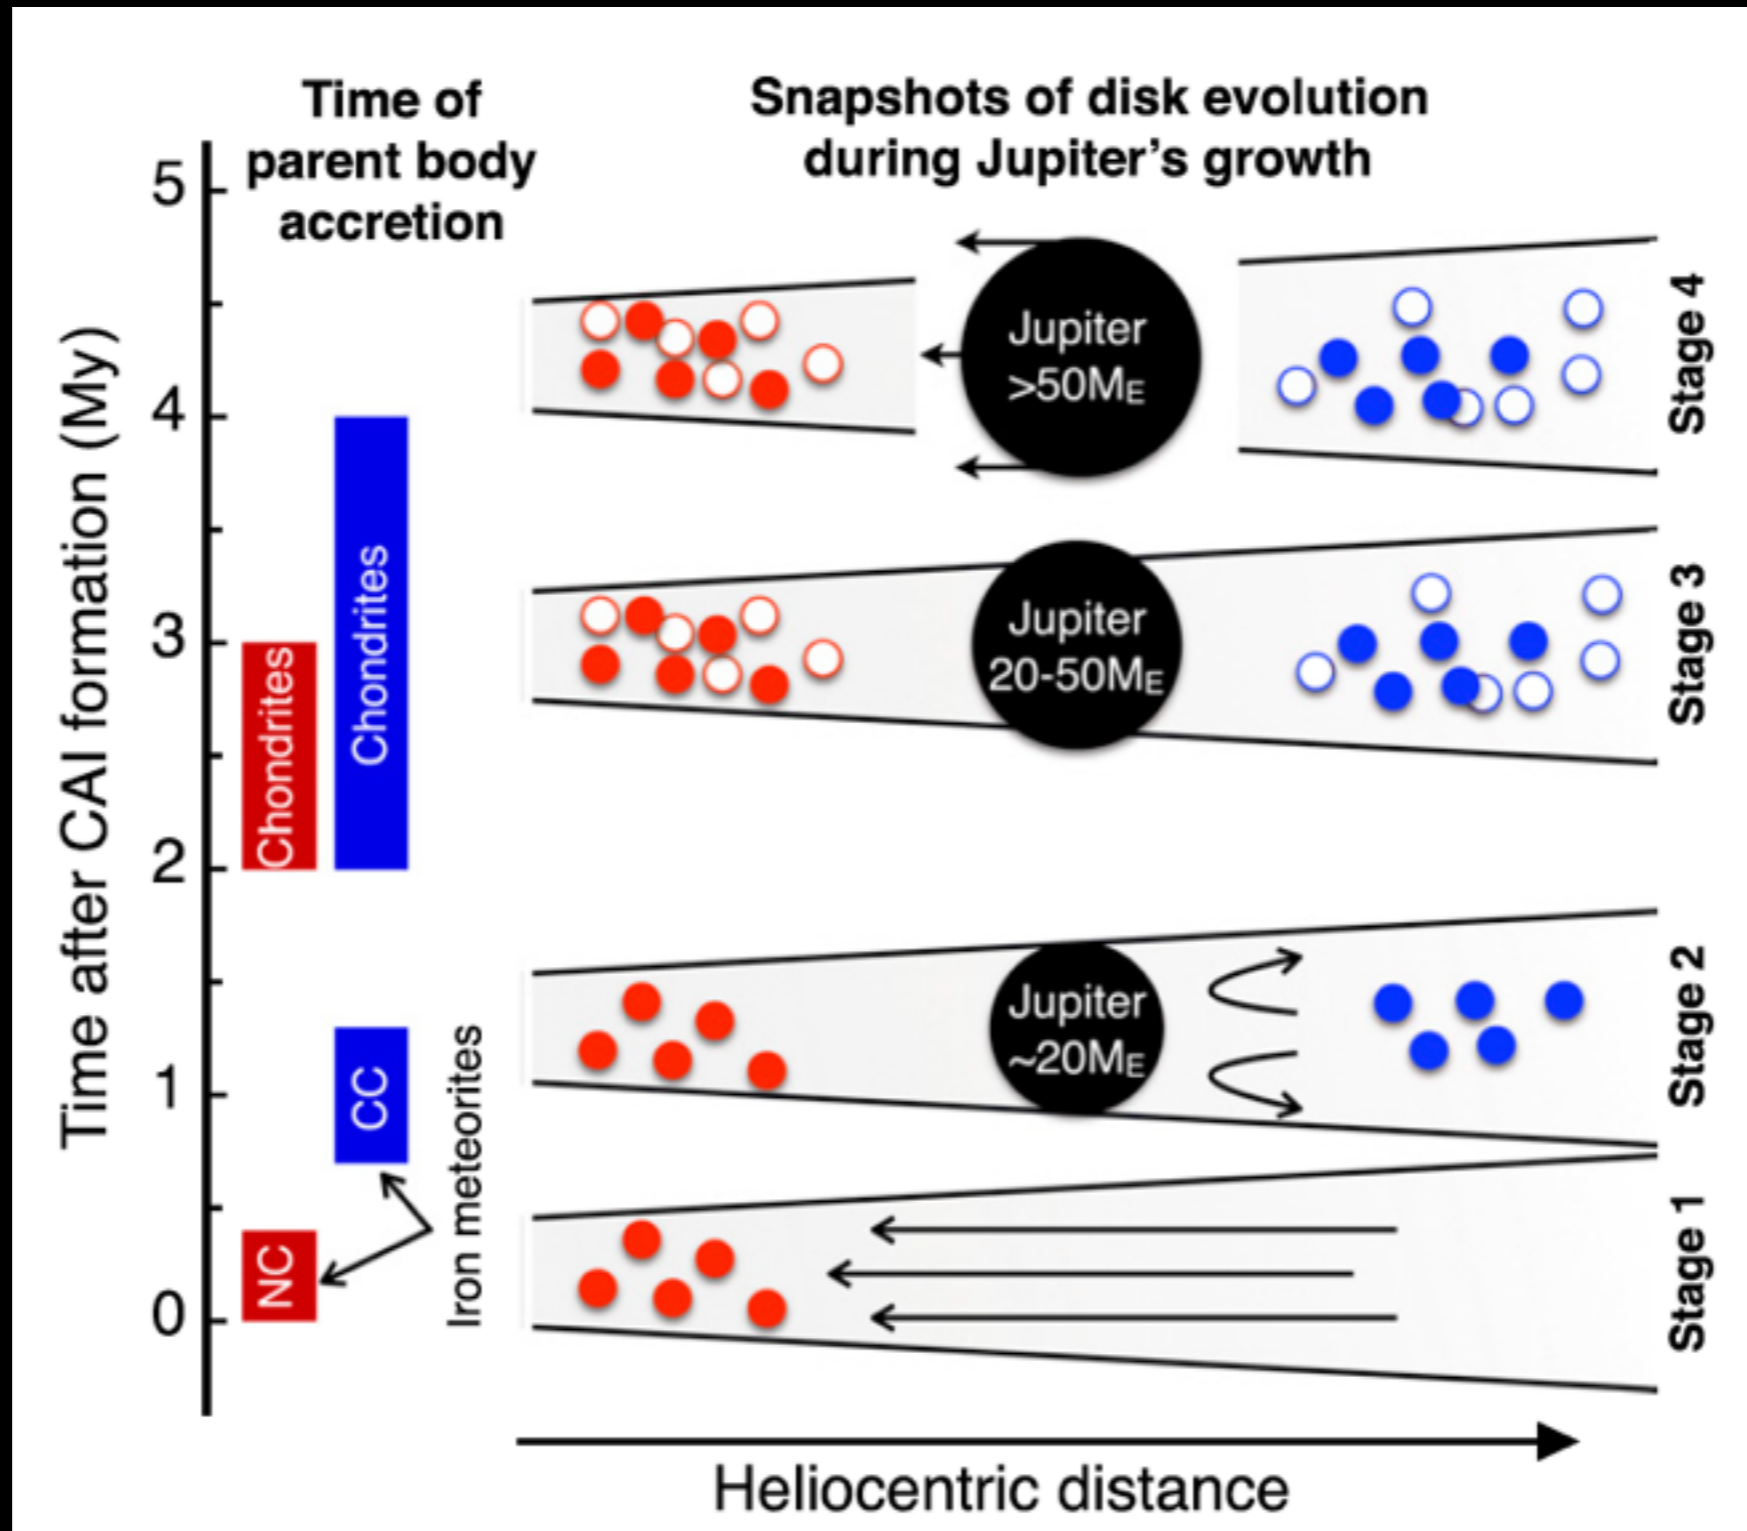 Time of
parent body
accretion
Snapshots of disk evolution
during Jupiter's growth
Time after CAI formation (My)
5
4
3
2
1
0
Chondrites
Chondrites
CC
NC
Iron meteorites
Jupiter
>50ME
Stage 4
Jupiter
20-50ME
Stage 3
Jupiter
~20ME
Stage 2
Stage 1
Heliocentric distance